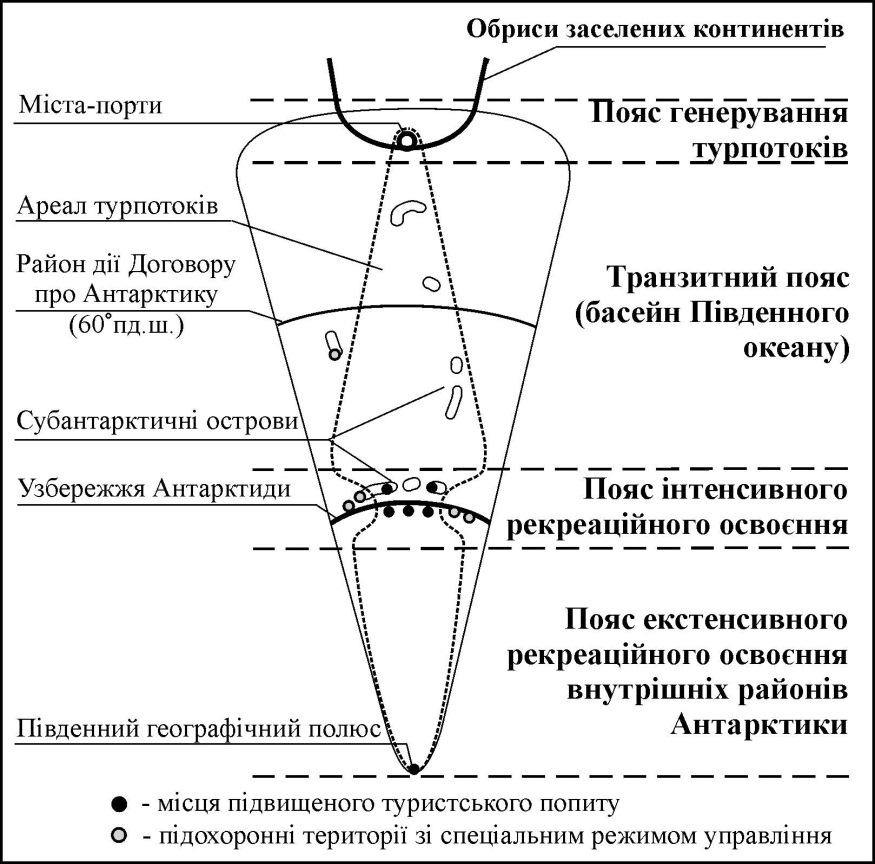 Обриси заселених континентів
Міста-порти
Пояс генерування
турпотоків
Ареал турпотоків
Район дії Договору
про Антарктику
(60°пд.ш.)
Транзитний пояс
(басейн Південного
океану)
Субантарктичні острови
Узбережжя Антарктиди
Пояс інтенсивного
рекреаційного освоєння
Пояс екстенсивного
рекреаційного освоєння
внутрішніх районів
Антарктики
Південний географічний полюс
- місця підвищеного туристського попиту
- підохоронні території зі спеціальним режимом управління